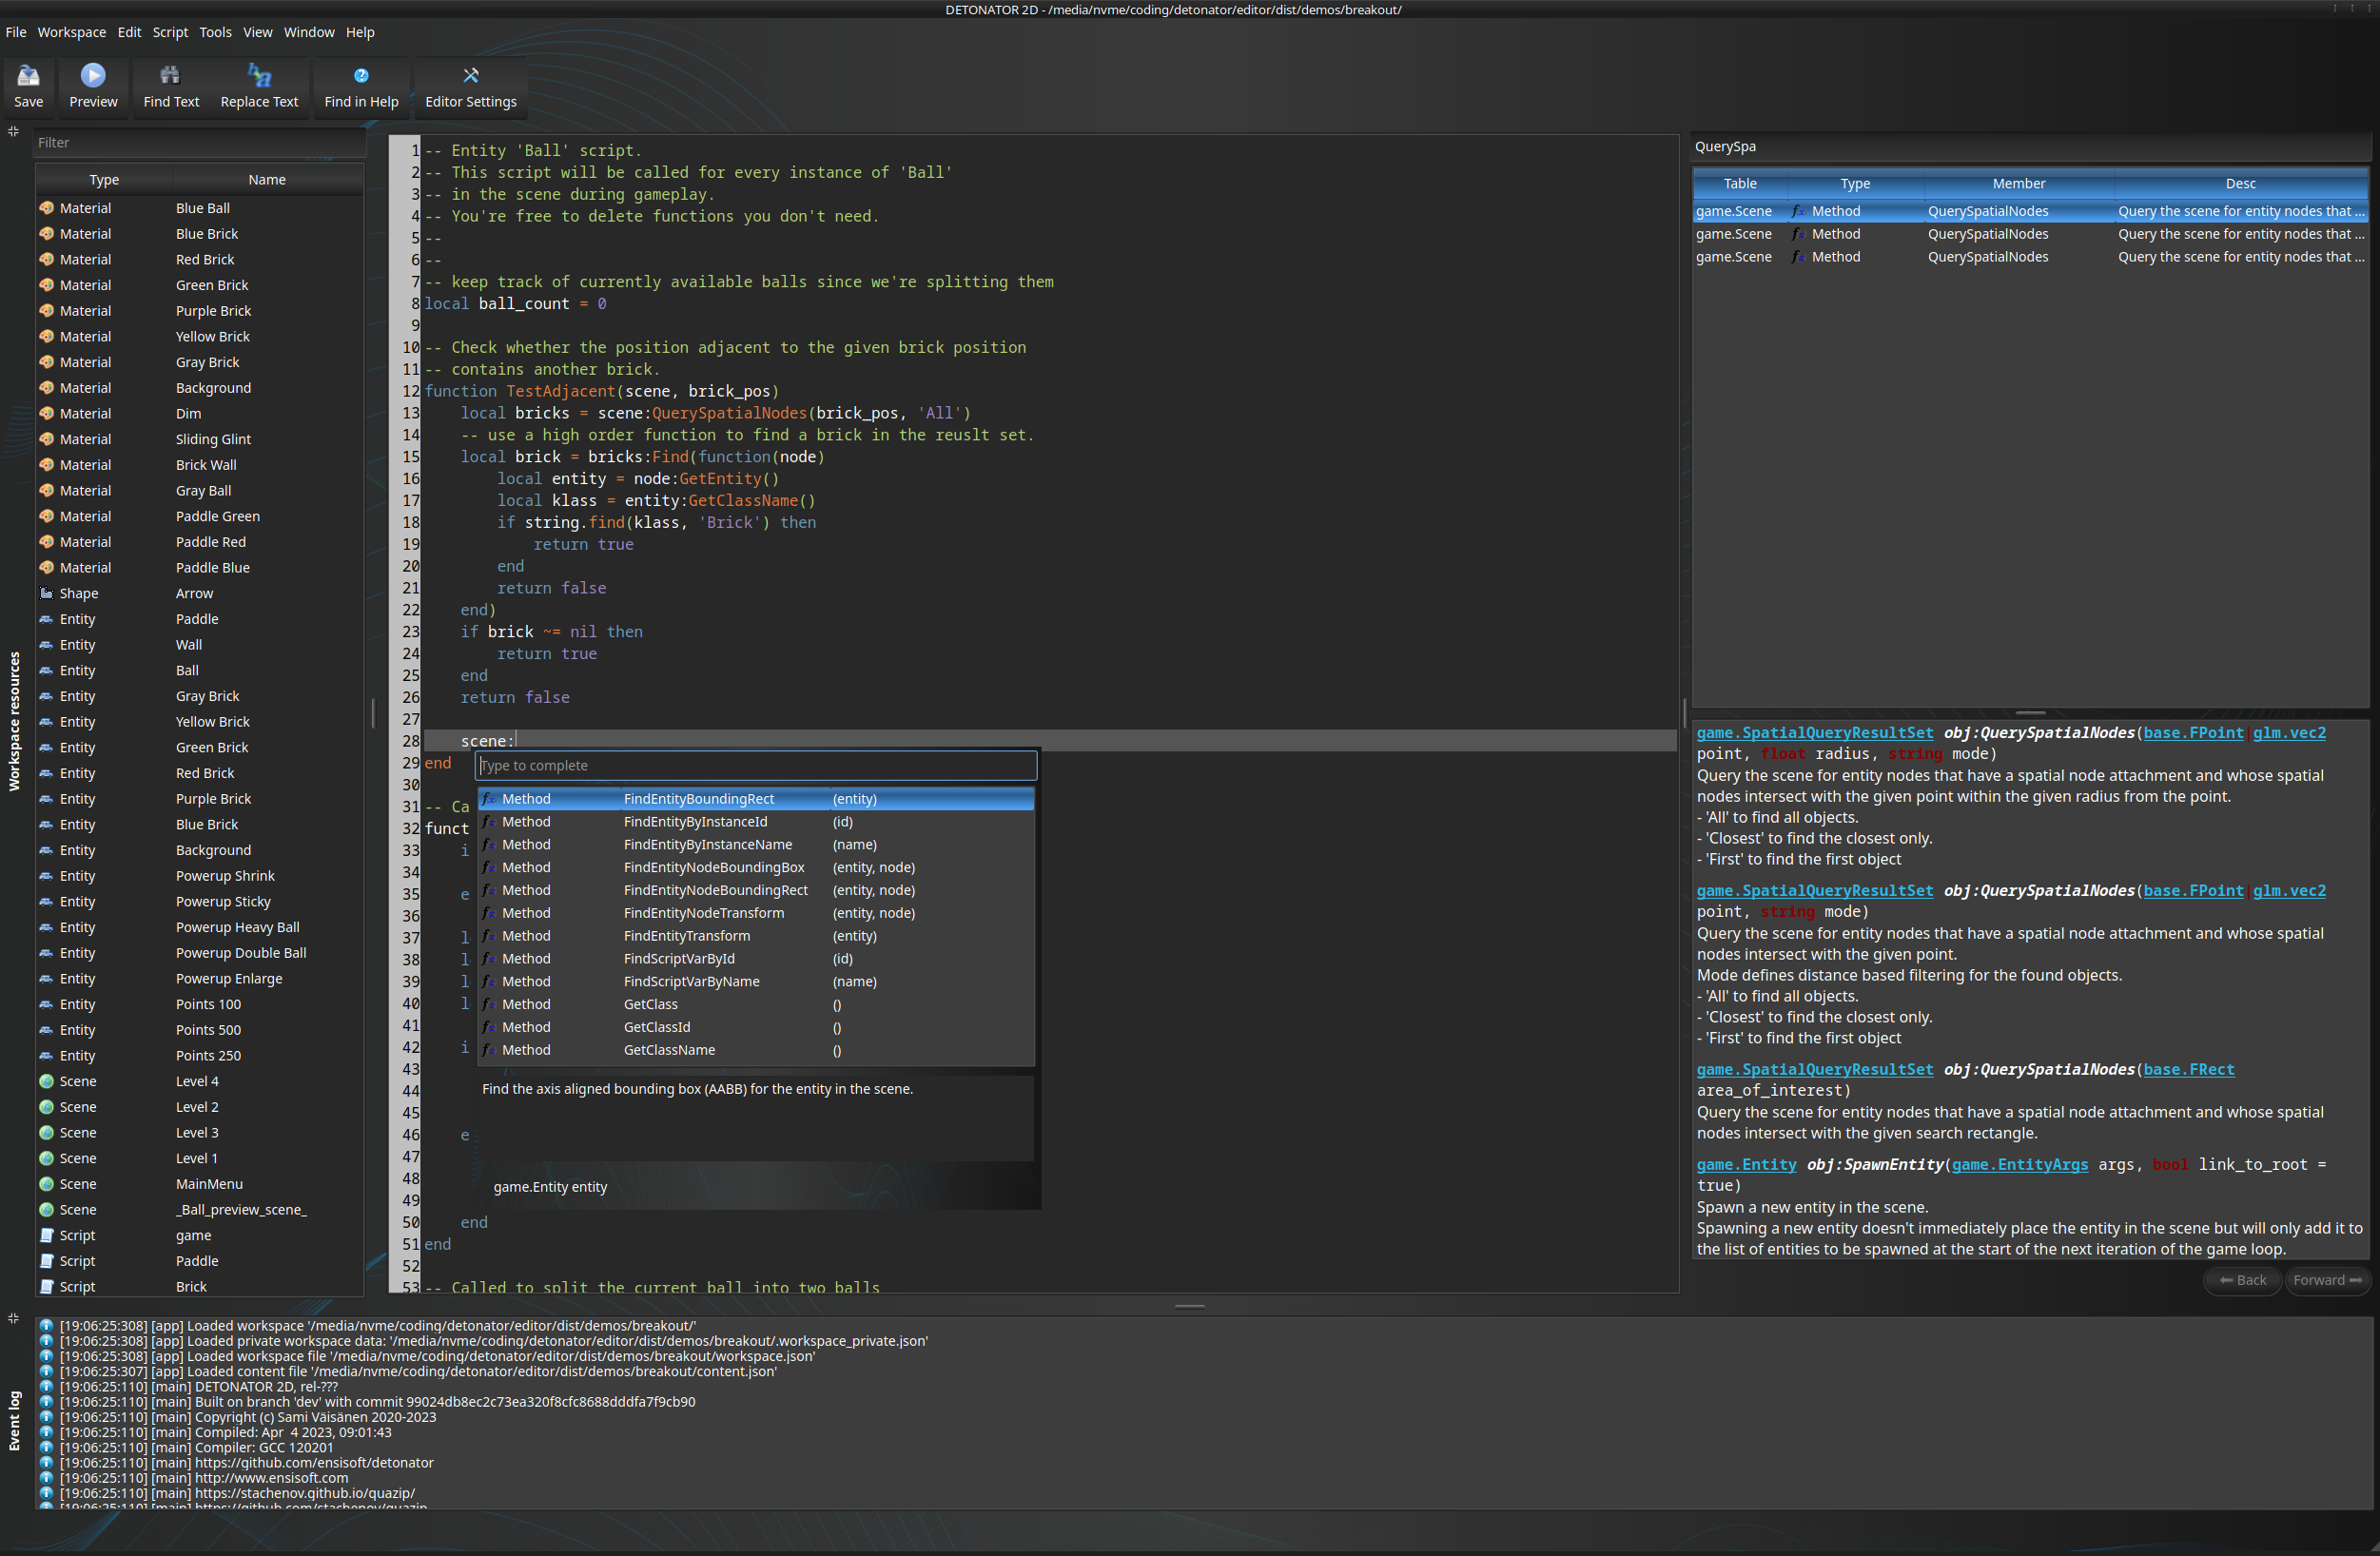 DETONATOR 2D - /media/nvme/coding/detonator/editor/dist/demos/breakout/
File Workspace Edit Script Tools View Window Help
Save Preview Find Text Replace Text Find in Help Editor Settings
Workspace resources
Filter
Type Name
Material Blue Ball
Material Blue Brick
Material Red Brick
Material Green Brick
Material Purple Brick
Material Yellow Brick
Material Gray Brick
Material Background
Material Dim
Material Sliding Glint
Material Brick Wall
Material Gray Ball
Material Paddle Green
Material Paddle Red
Material Paddle Blue
Shape Arrow
Entity Paddle
Entity Wall
Entity Ball
Entity Gray Brick
Entity Yellow Brick
Entity Green Brick
Entity Red Brick
Entity Purple Brick
Entity Blue Brick
Entity Background
Entity Powerup Shrink
Entity Powerup Sticky
Entity Powerup Heavy Ball
Entity Powerup Double Ball
Entity Powerup Enlarge
Entity Points 100
Entity Points 500
Entity Points 250
Scene Level 4
Scene Level 2
Scene Level 3
Scene Level 1
Scene MainMenu
Scene _Ball_preview_scene_
Script game
Script Paddle
Script Brick
1 -- Entity 'Ball' script.
2 -- This script will be called for every instance of 'Ball'
3 -- in the scene during gameplay.
4 -- You're free to delete functions you don't need.
5 --
6 --
7 -- keep track of currently available balls since we're splitting them
8 local ball_count = 0
9
10 -- Check whether the position adjacent to the given brick position
11 -- contains another brick.
12 function TestAdjacent(scene, brick_pos)
13     local bricks = scene:QuerySpatialNodes(brick_pos, 'All')
14     -- use a high order function to find a brick in the reuslt set.
15     local brick = bricks:Find(function(node)
16         local entity = node:GetEntity()
17         local klass = entity:GetClassName()
18         if string.find(klass, 'Brick') then
19             return true
20         end
21         return false
22     end)
23     if brick ~= nil then
24         return true
25     end
26     return false
27
28     scene:
29 end
30
31 -- Ca
32 funct
33     i
34
35     e
36
37     l
38     l
39     l
40     l
41
42     i
43
44
45
46     e
47
48
49
50     end
51 end
52
53 -- Called to split the current ball into two balls
Type to complete
Method FindEntityBoundingRect (entity)
Method FindEntityByInstanceId (id)
Method FindEntityByInstanceName (name)
Method FindEntityNodeBoundingBox (entity, node)
Method FindEntityNodeBoundingRect (entity, node)
Method FindEntityNodeTransform (entity, node)
Method FindEntityTransform (entity)
Method FindScriptVarById (id)
Method FindScriptVarByName (name)
Method GetClass ()
Method GetClassId ()
Method GetClassName ()
Find the axis aligned bounding box (AABB) for the entity in the scene.
game.Entity entity
QuerySpa
Table Type Member Desc
game.Scene Method QuerySpatialNodes Query the scene for entity nodes that ...
game.Scene Method QuerySpatialNodes Query the scene for entity nodes that ...
game.Scene Method QuerySpatialNodes Query the scene for entity nodes that ...
game.SpatialQueryResultSet obj:QuerySpatialNodes(base.FPoint|glm.vec2
point, float radius, string mode)
Query the scene for entity nodes that have a spatial node attachment and whose spatial
nodes intersect with the given point within the given radius from the point.
- 'All' to find all objects.
- 'Closest' to find the closest only.
- 'First' to find the first object
game.SpatialQueryResultSet obj:QuerySpatialNodes(base.FPoint|glm.vec2
point, string mode)
Query the scene for entity nodes that have a spatial node attachment and whose spatial
nodes intersect with the given point.
Mode defines distance based filtering for the found objects.
- 'All' to find all objects.
- 'Closest' to find the closest only.
- 'First' to find the first object
game.SpatialQueryResultSet obj:QuerySpatialNodes(base.FRect
area_of_interest)
Query the scene for entity nodes that have a spatial node attachment and whose spatial
nodes intersect with the given search rectangle.
game.Entity obj:SpawnEntity(game.EntityArgs args, bool link_to_root =
true)
Spawn a new entity in the scene.
Spawning a new entity doesn't immediately place the entity in the scene but will only add it to
the list of entities to be spawned at the start of the next iteration of the game loop.
Back Forward
Event log
[19:06:25:308] [app] Loaded workspace '/media/nvme/coding/detonator/editor/dist/demos/breakout/'
[19:06:25:308] [app] Loaded private workspace data: '/media/nvme/coding/detonator/editor/dist/demos/breakout/.workspace_private.json'
[19:06:25:308] [app] Loaded workspace file '/media/nvme/coding/detonator/editor/dist/demos/breakout/workspace.json'
[19:06:25:307] [app] Loaded content file '/media/nvme/coding/detonator/editor/dist/demos/breakout/content.json'
[19:06:25:110] [main] DETONATOR 2D, rel-???
[19:06:25:110] [main] Built on branch 'dev' with commit 99024db8ec2c73ea320f8cfc8688dddfa7f9cb90
[19:06:25:110] [main] Copyright (c) Sami Väisänen 2020-2023
[19:06:25:110] [main] Compiled: Apr  4 2023, 09:01:43
[19:06:25:110] [main] Compiler: GCC 120201
[19:06:25:110] [main] https://github.com/ensisoft/detonator
[19:06:25:110] [main] http://www.ensisoft.com
[19:06:25:110] [main] https://stachenov.github.io/quazip/
[19:06:25:110] [main] https://github.com/stachenov/quazip